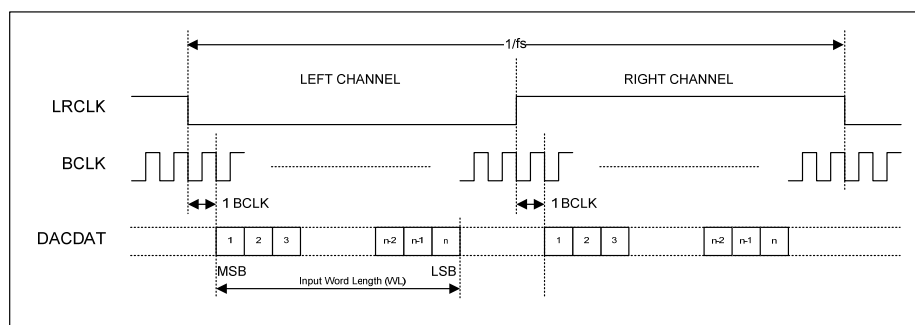 1/fs
LEFT CHANNEL
RIGHT CHANNEL
LRCLK
BCLK
1 BCLK
1 BCLK
DACDAT
1 2 3 n-2 n-1 n 1 2 3 n-2 n-1 n
MSB
LSB
Input Word Length (WL)